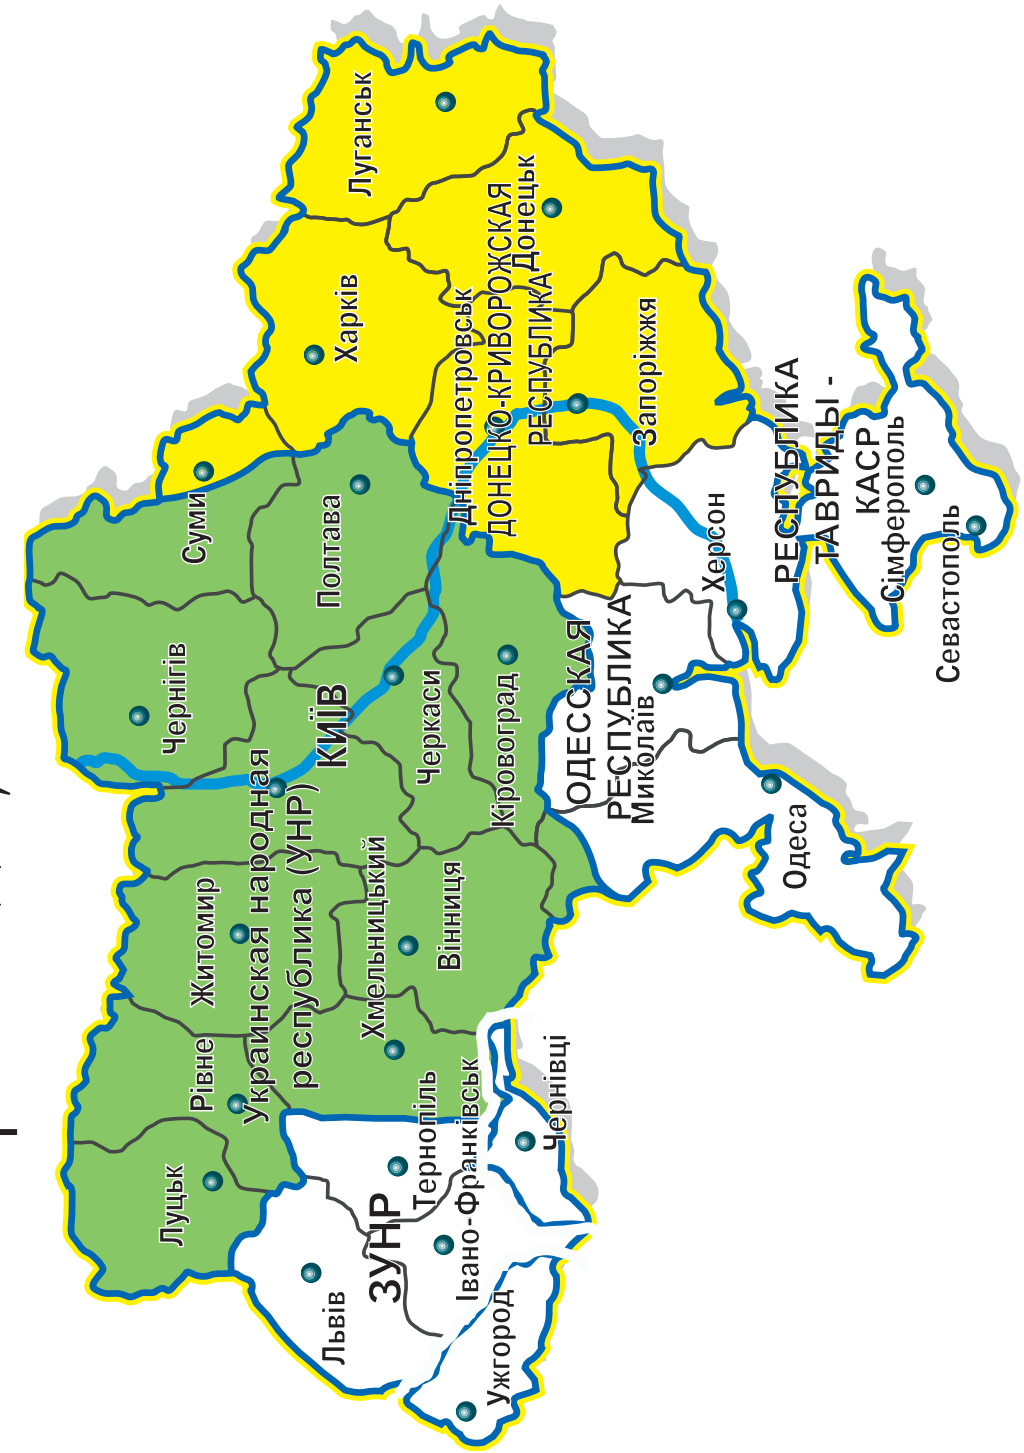 Луцьк
Рівне
Житомир
Чернігів
Суми
Украинская народная
республика (УНР)
КИЇВ
Полтава
Харків
Луганськ
Львів
ЗУНР
Тернопіль
Хмельницький
Вінниця
Черкаси
Івано-Франківськ
Ужгород
Чернівці
Кіровоград
Дніпропетровськ
ДОНЕЦКО-КРИВОРОЖСКАЯ
РЕСПУБЛИКА
Донецьк
Запоріжжя
ОДЕССКАЯ
РЕСПУБЛИКА
Миколаїв
Херсон
Одеса
РЕСПУБЛИКА
ТАВРИДЫ -
КАСР
Сімферополь
Севастополь